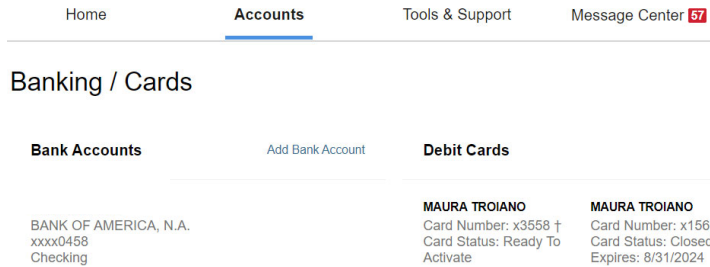 Home Accounts Tools & Support Message Center 57
Banking / Cards
Bank Accounts Add Bank Account
BANK OF AMERICA, N.A.
xxxx0458
Checking
Debit Cards
MAURA TROIANO
Card Number: x3558 †
Card Status: Ready To
Activate
MAURA TROIANO
Card Number: x156
Card Status: Closed
Expires: 8/31/2024